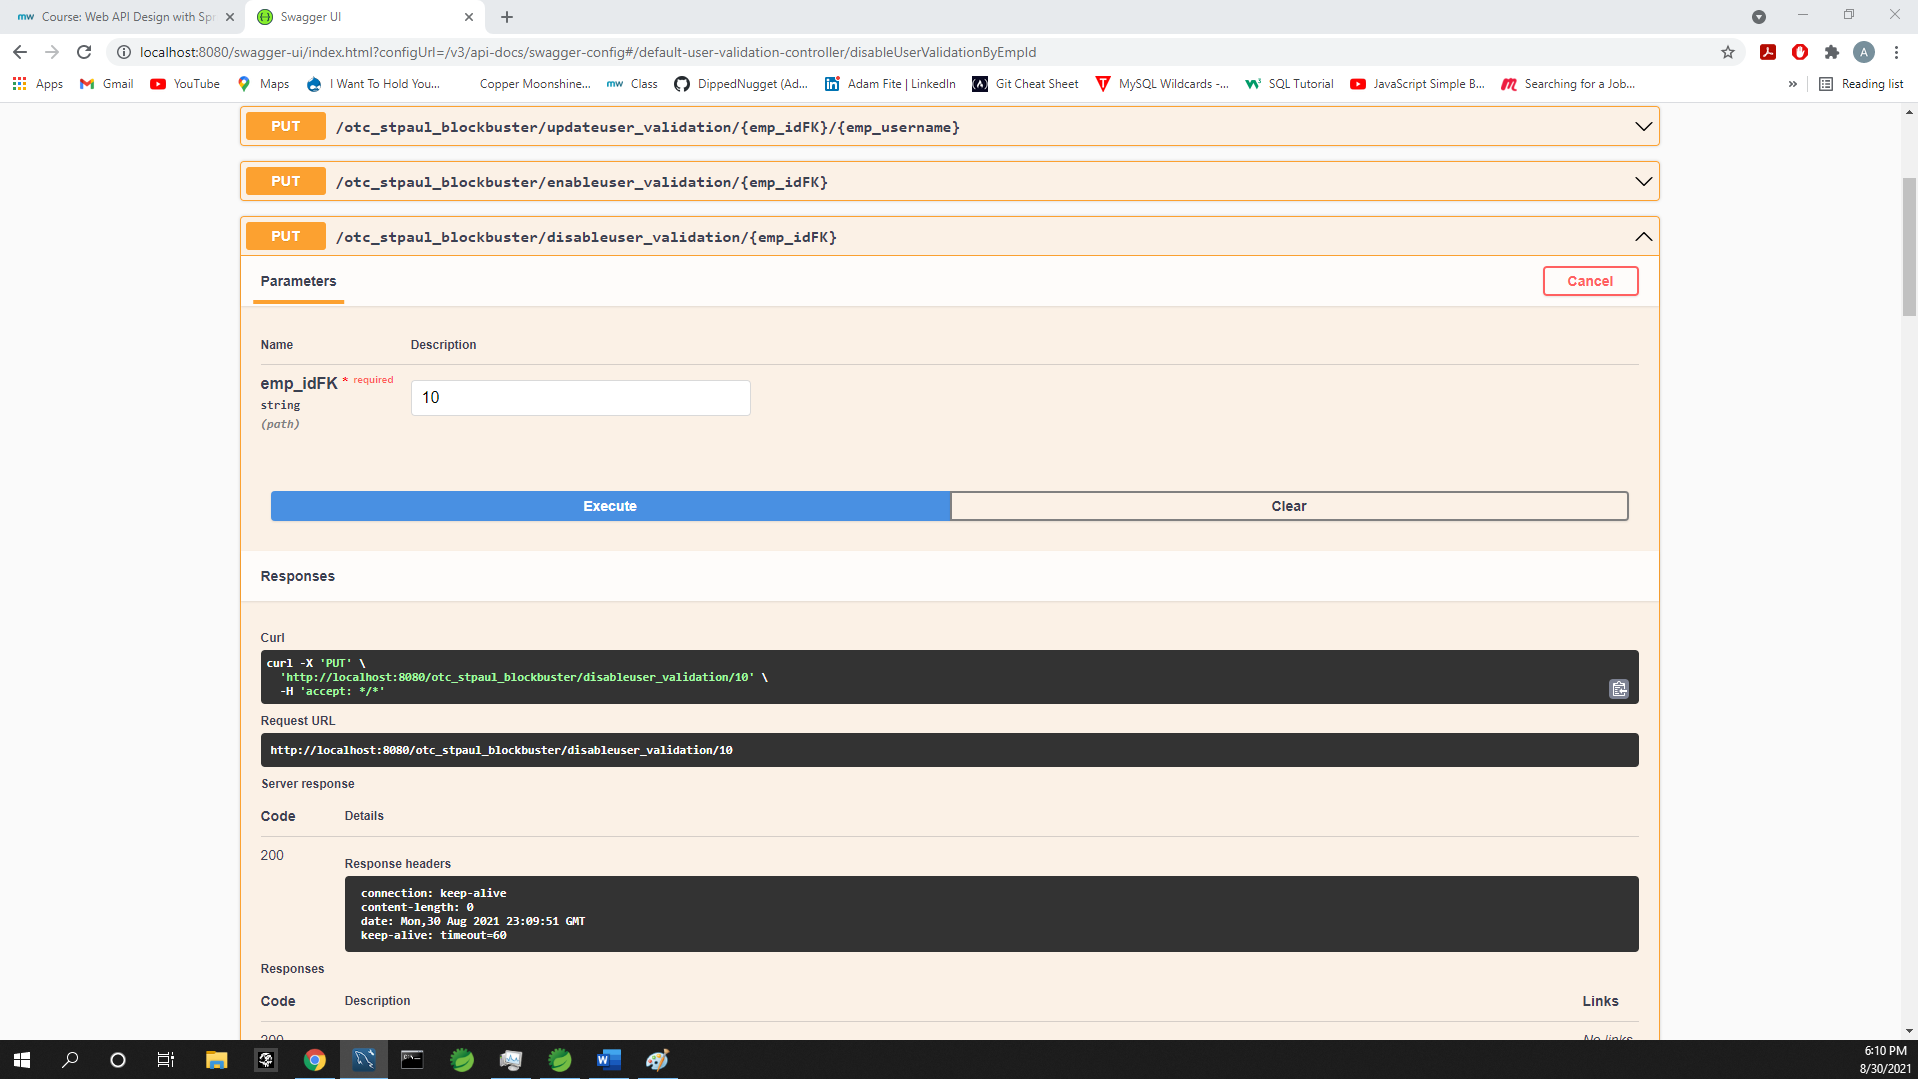 mw Course: Web API Design with Spr
Swagger UI
localhost:8080/swagger-ui/index.html?configUrl=/v3/api-docs/swagger-config#/default-user-validation-controller/disableUserValidationByEmpId
A
Apps
Gmail
YouTube
Maps
I Want To Hold You...
Copper Moonshine...
mw Class
DippedNugget (Ad...
Adam Fite | LinkedIn
Git Cheat Sheet
MySQL Wildcards -...
SQL Tutorial
JavaScript Simple B...
Searching for a Job...
»
Reading list
PUT /otc_stpaul_blockbuster/updateuser_validation/{emp_idFK}/{emp_username}
PUT /otc_stpaul_blockbuster/enableuser_validation/{emp_idFK}
PUT /otc_stpaul_blockbuster/disableuser_validation/{emp_idFK}
Parameters
Cancel
Name Description
emp_idFK * required
10
string
(path)
Execute
Clear
Responses
Curl
curl -X 'PUT' \
'http://localhost:8080/otc_stpaul_blockbuster/disableuser_validation/10' \
-H 'accept: */*'
Request URL
http://localhost:8080/otc_stpaul_blockbuster/disableuser_validation/10
Server response
Code Details
200
Response headers
connection: keep-alive
content-length: 0
date: Mon,30 Aug 2021 23:09:51 GMT
keep-alive: timeout=60
Responses
Code Description Links
200 No links
6:10 PM
8/30/2021